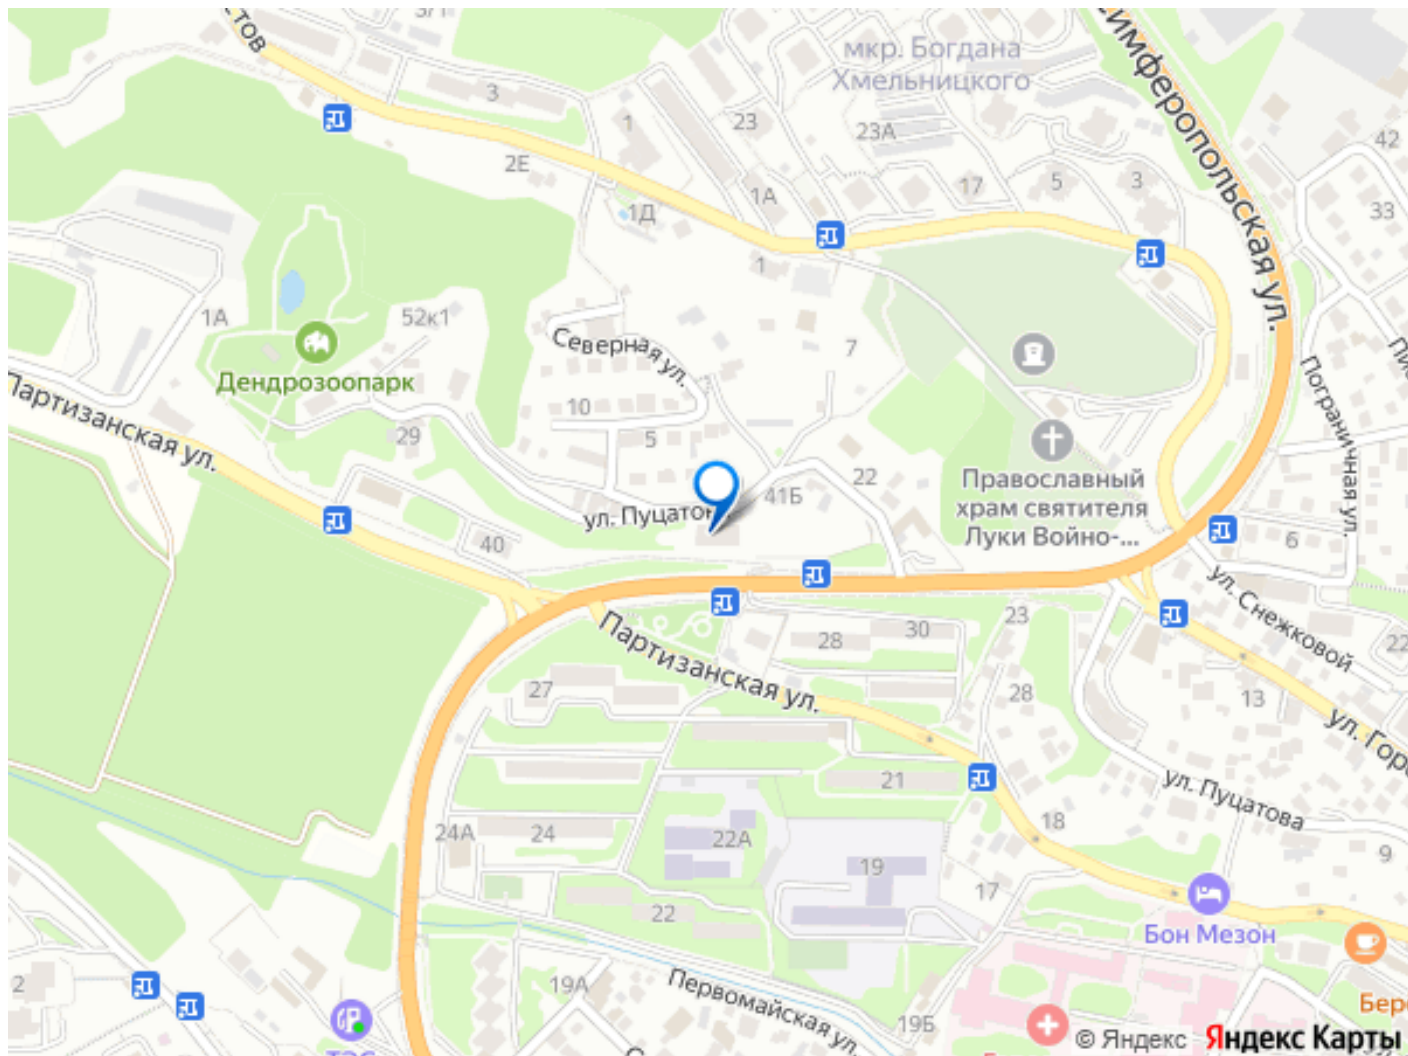 3/1
мкр. Богдана
Хмельницкого
Симферопольская ул.
3
1
23
23А
42
2Е
1А
17
5
3
33
1Д
1
1А
52к1
Северная ул.
7
Дендрозоопарк
Партизанская ул.
10
5
29
22
41Б
Православный
храм святителя
Луки Войно-...
Пограничная ул.
ул. Пуцатова
40
6
ул. Снежковой
23
30
28
22
Партизанская ул.
27
28
13
21
ул. Пуцатова
24А
24
22А
18
9
19
17
22
Бон Мезон
2
19А
Первомайская ул.
19Б
© Яндекс Яндекс Карты